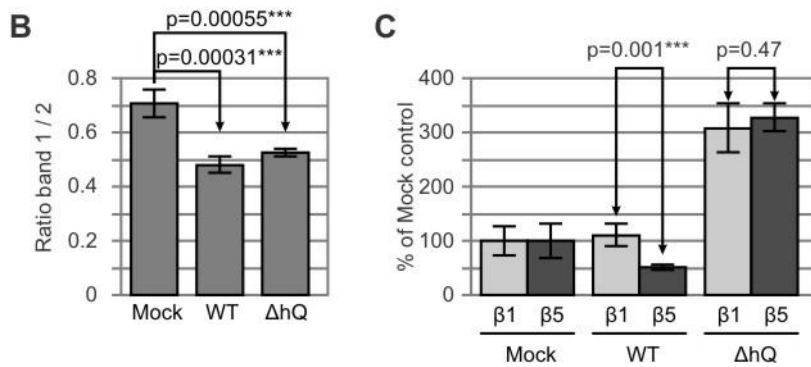 B
p=0.00055***
p=0.00031***
Ratio band 1 / 2
0.8
0.6
0.4
0.2
0
Mock WT ΔhQ
C
p=0.001*** p=0.47
% of Mock control
400
300
200
100
0
β1 β5 β1 β5 β1 β5
Mock WT ΔhQ